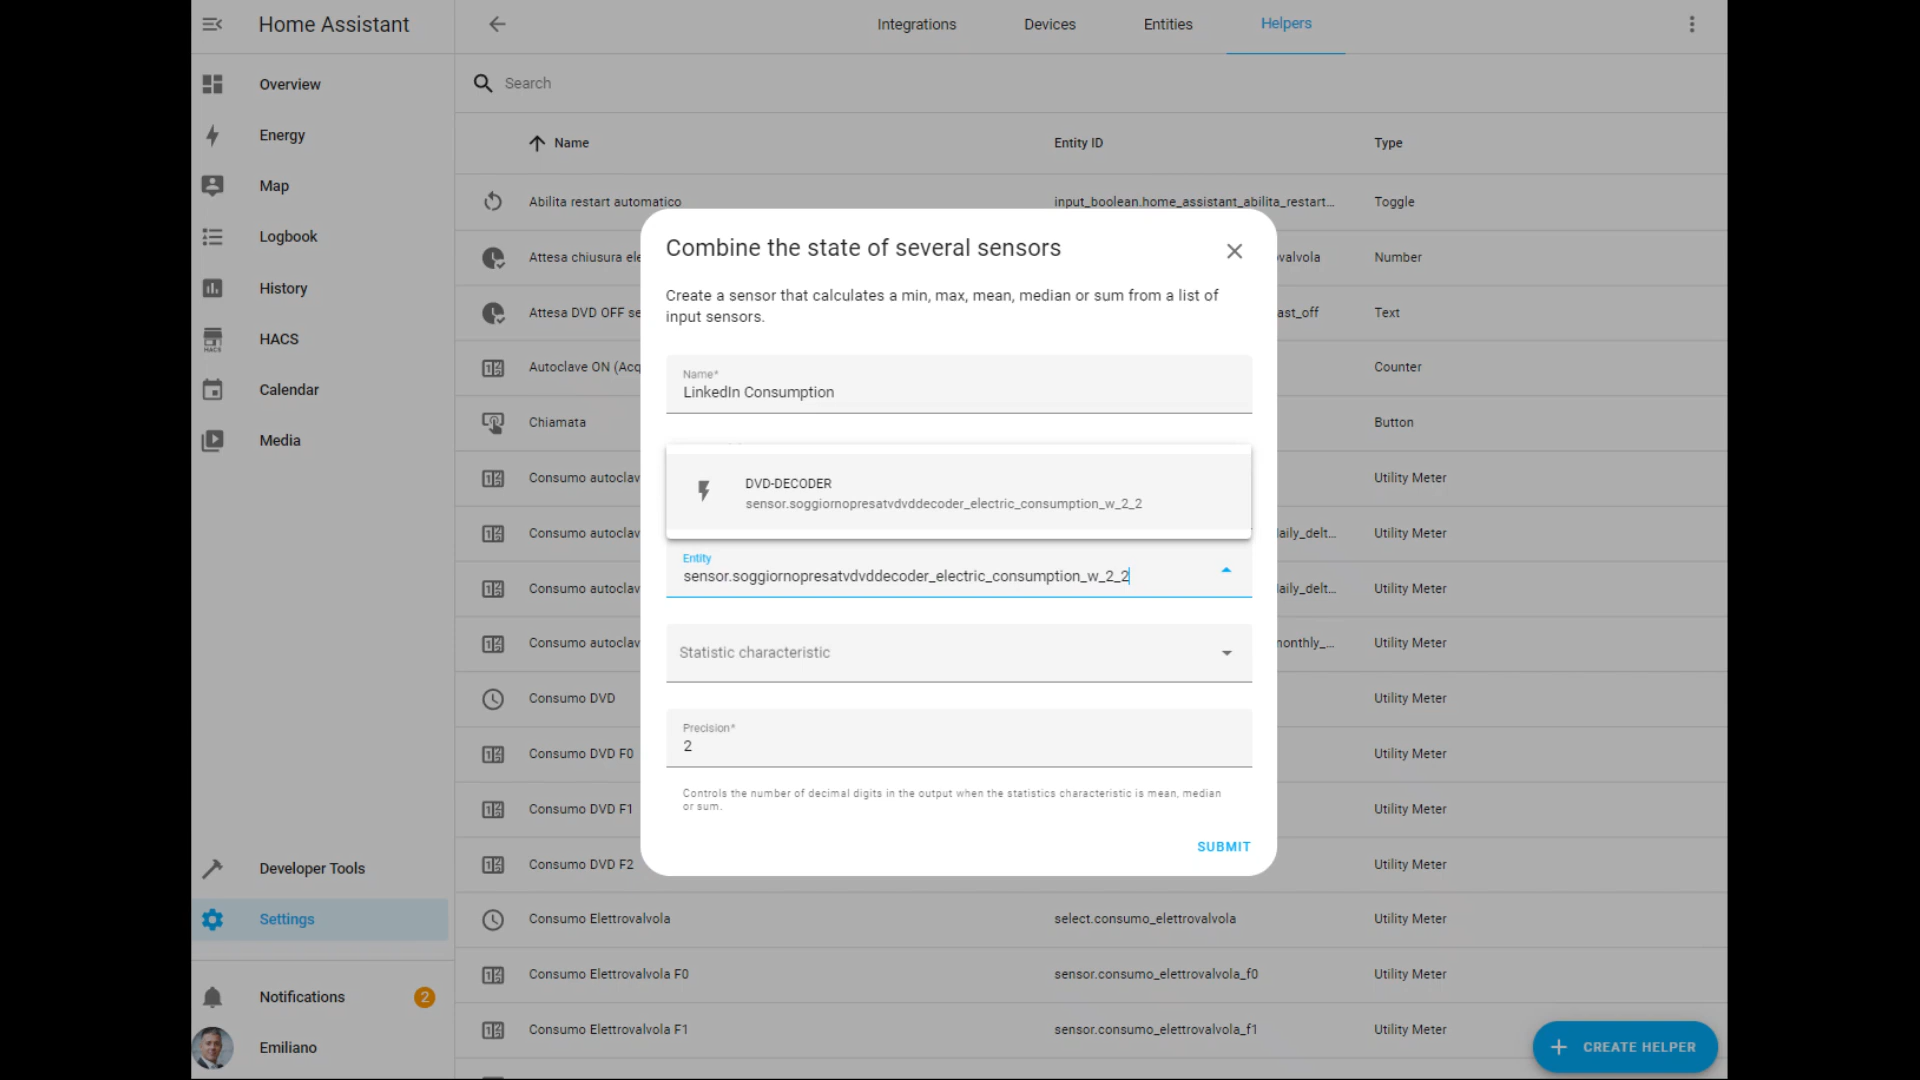 Home Assistant
Integrations
Devices
Entities
Helpers
Overview
Energy
Map
Logbook
History
HACS
HACS
Calendar
Media
Developer Tools
Settings
Notifications
2
Emiliano
Search
Name
Entity ID
Type
Abilita restart automatico
input_boolean.home_assistant_abilita_restart...
Toggle
Attesa chiusura ele
ovalvola
Number
Attesa DVD OFF se
ast_off
Text
Autoclave ON (Acq
Counter
Chiamata
Button
Consumo autoclav
Utility Meter
Consumo autoclav
laily_delt...
Utility Meter
Consumo autoclav
laily_delt...
Utility Meter
Consumo autoclav
nonthly_...
Utility Meter
Consumo DVD
Utility Meter
Consumo DVD F0
Utility Meter
Consumo DVD F1
Utility Meter
Consumo DVD F2
Utility Meter
Consumo Elettrovalvola
select.consumo_elettrovalvola
Utility Meter
Consumo Elettrovalvola F0
sensor.consumo_elettrovalvola_f0
Utility Meter
Consumo Elettrovalvola F1
sensor.consumo_elettrovalvola_f1
Utility Meter
CREATE HELPER
Combine the state of several sensors
Create a sensor that calculates a min, max, mean, median or sum from a list of
input sensors.
Name*
LinkedIn Consumption
DVD-DECODER
sensor.soggiornopresatvdvddecoder_electric_consumption_w_2_2
Entity
sensor.soggiornopresatvdvddecoder_electric_consumption_w_2_2
Statistic characteristic
Precision*
2
Controls the number of decimal digits in the output when the statistics characteristic is mean, median
or sum.
SUBMIT